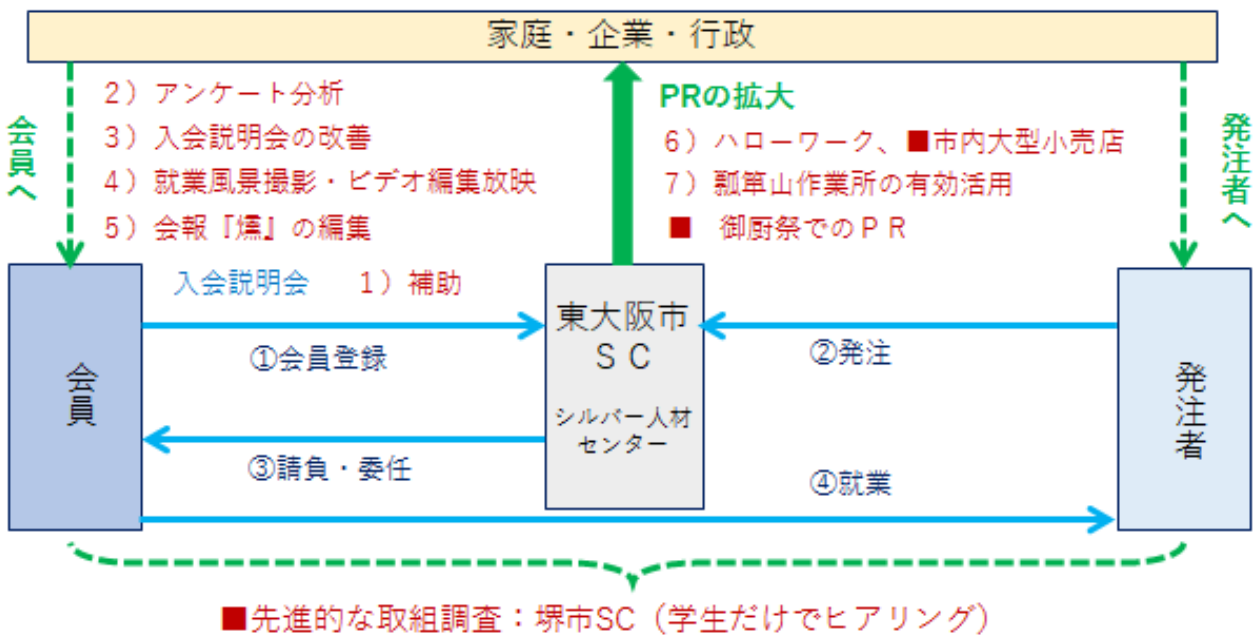 家庭・企業・行政
会員へ
2）アンケート分析
3）入会説明会の改善
4）就業風景撮影・ビデオ編集放映
5）会報『燻』の編集
PRの拡大
6）ハローワーク、■市内大型小売店
7）瓢箪山作業所の有効活用
■ 御厨祭でのＰＲ
発注者へ
入会説明会 1）補助
会員
①会員登録
③請負・委任
東大阪市
ＳＣ
シルバー人材
センター
②発注
④就業
発注者
■先進的な取組調査：堺市SC（学生だけでヒアリング）